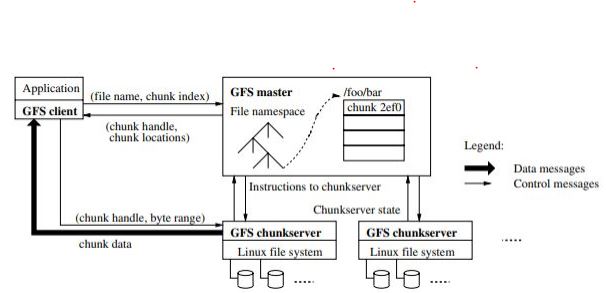 Application
GFS client
(file name, chunk index)
(chunk handle,
chunk locations)
GFS master
File namespace
/foo/bar
chunk 2ef0
Legend:
Data messages
Control messages
Instructions to chunkserver
Chunkserver state
(chunk handle, byte range)
chunk data
GFS chunkserver
Linux file system
GFS chunkserver
Linux file system